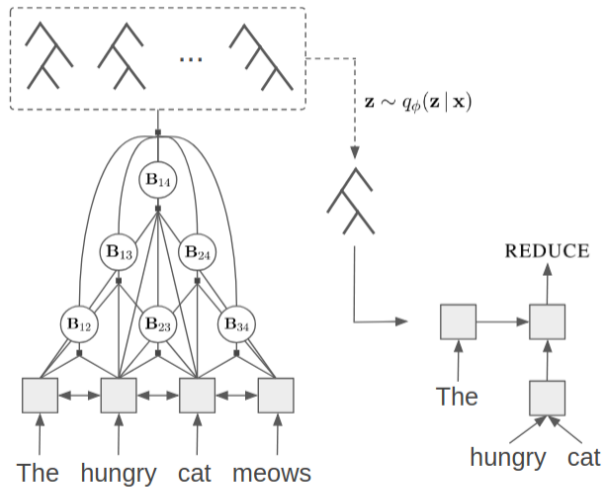 ...
z ∼ qϕ(z | x)
B14
B13 B24
REDUCE
B12 B23 B34
The
The hungry cat meows
hungry cat